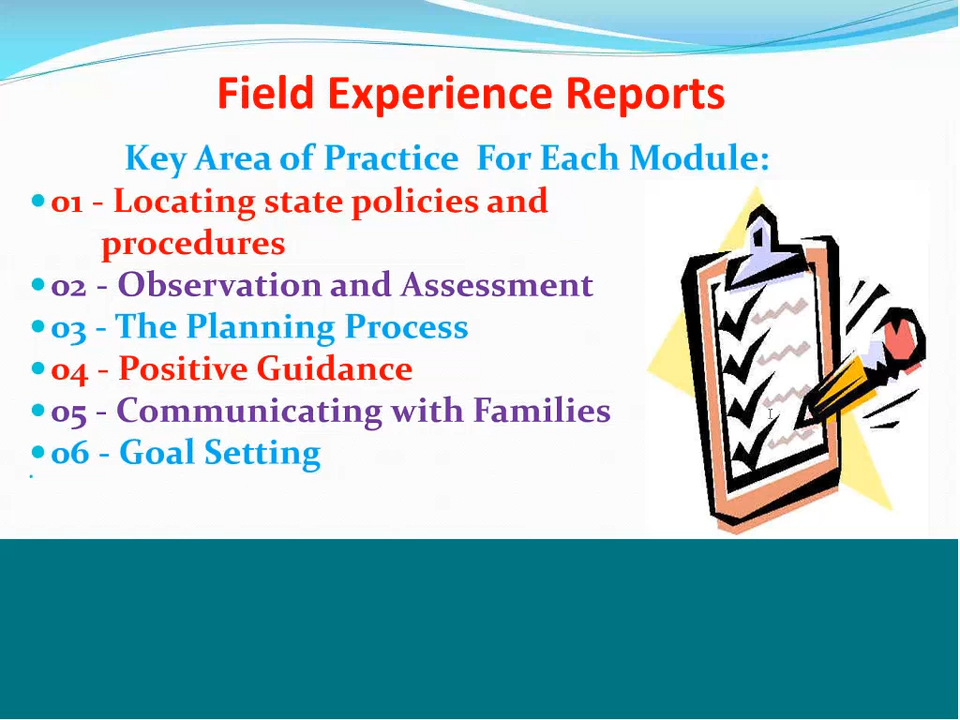 Field Experience Reports
Key Area of Practice For Each Module:
01 - Locating state policies and
procedures
02 - Observation and Assessment
03 - The Planning Process
04 - Positive Guidance
05 - Communicating with Families
06 - Goal Setting